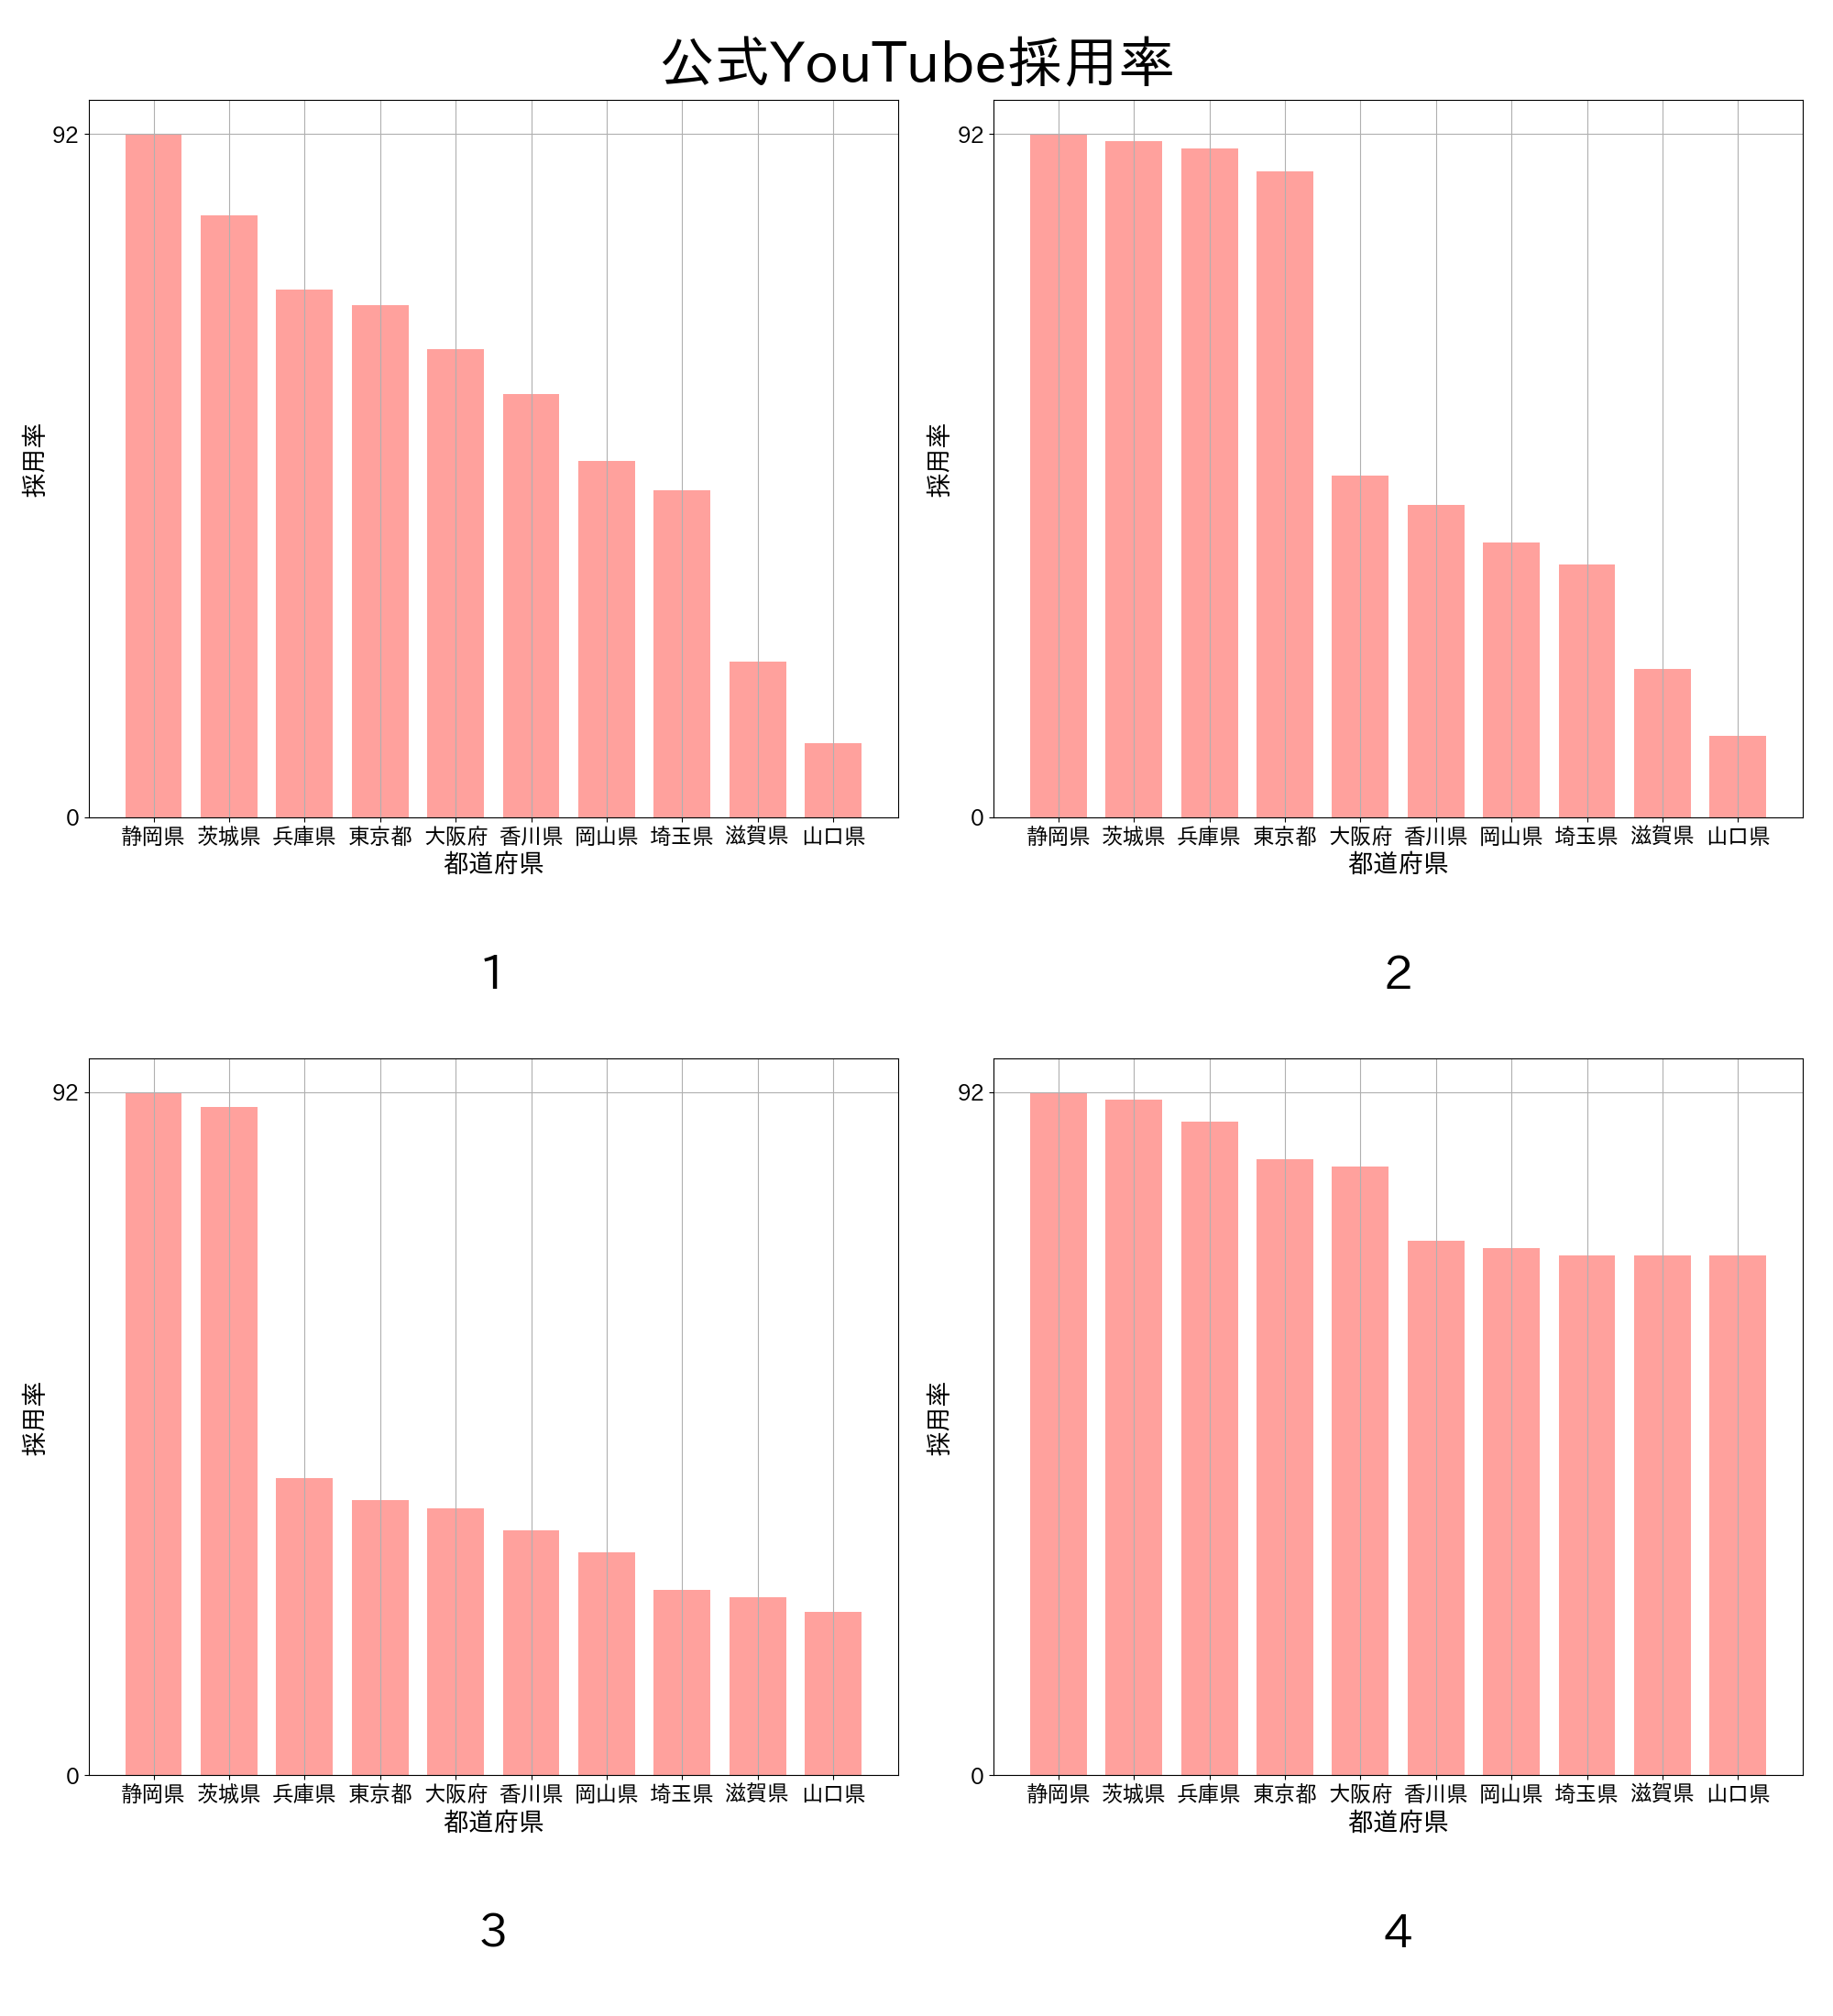 公式YouTube採用率
92
0
採用率
静岡県 茨城県 兵庫県 東京都 大阪府 香川県 岡山県 埼玉県 滋賀県 山口県
都道府県
1
92
0
採用率
静岡県 茨城県 兵庫県 東京都 大阪府 香川県 岡山県 埼玉県 滋賀県 山口県
都道府県
2
92
0
採用率
静岡県 茨城県 兵庫県 東京都 大阪府 香川県 岡山県 埼玉県 滋賀県 山口県
都道府県
3
92
0
採用率
静岡県 茨城県 兵庫県 東京都 大阪府 香川県 岡山県 埼玉県 滋賀県 山口県
都道府県
4